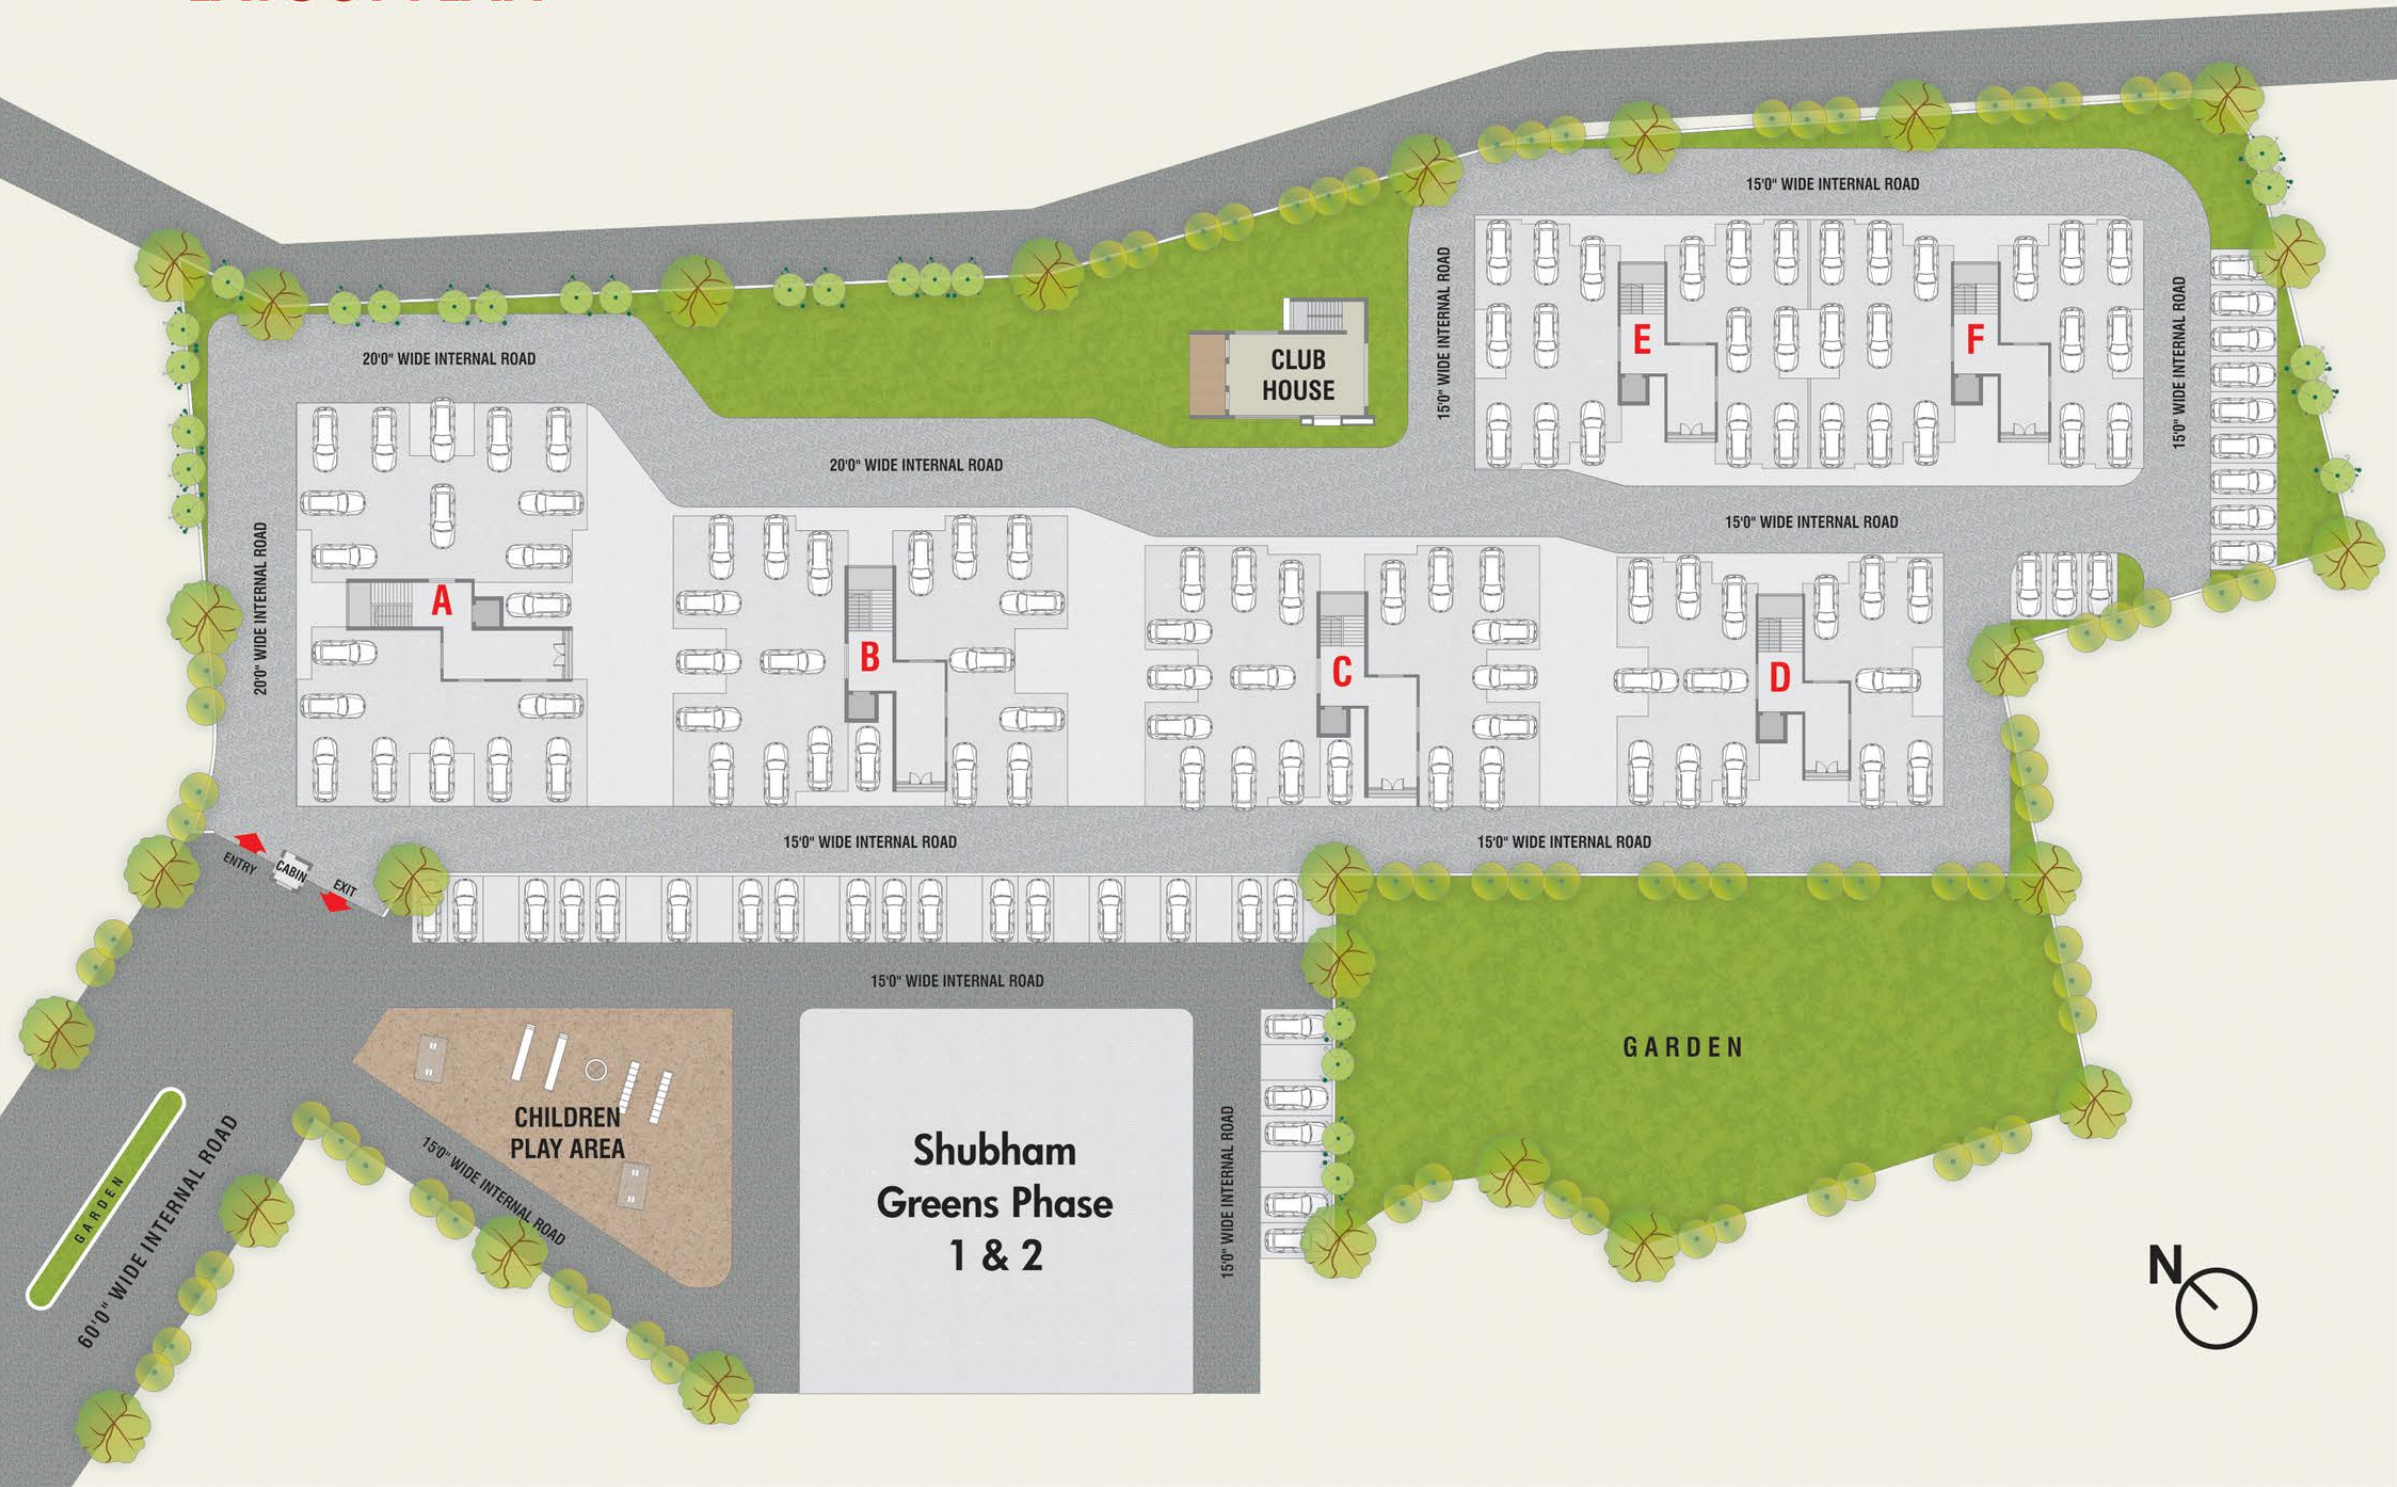 15'0" WIDE INTERNAL ROAD
20'0" WIDE INTERNAL ROAD
CLUB
HOUSE
15'0" WIDE INTERNAL ROAD
E
F
15'0" WIDE INTERNAL ROAD
20'0" WIDE INTERNAL ROAD
15'0" WIDE INTERNAL ROAD
20'0" WIDE INTERNAL ROAD
A
B
C
D
15'0" WIDE INTERNAL ROAD
15'0" WIDE INTERNAL ROAD
ENTRY
CABIN
EXIT
15'0" WIDE INTERNAL ROAD
GARDEN
CHILDREN
PLAY AREA
15'0" WIDE INTERNAL ROAD
Shubham
Greens Phase
1 & 2
15'0" WIDE INTERNAL ROAD
GARDEN
60'0" WIDE INTERNAL ROAD
N